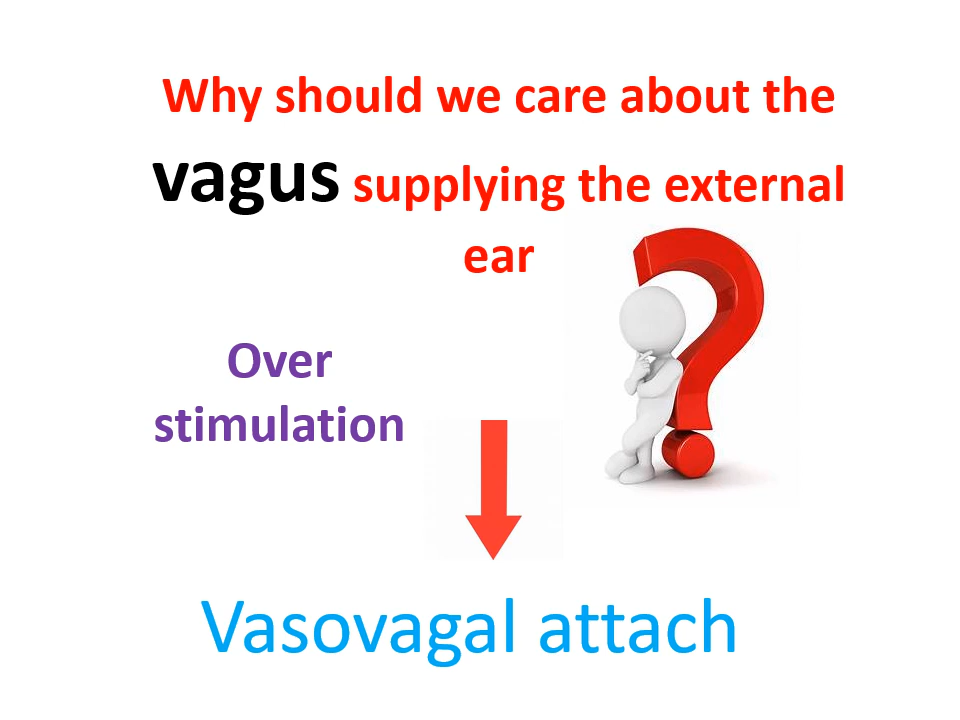 Why should we care about the
vagus supplying the external
ear
Over
stimulation
Vasovagal attach